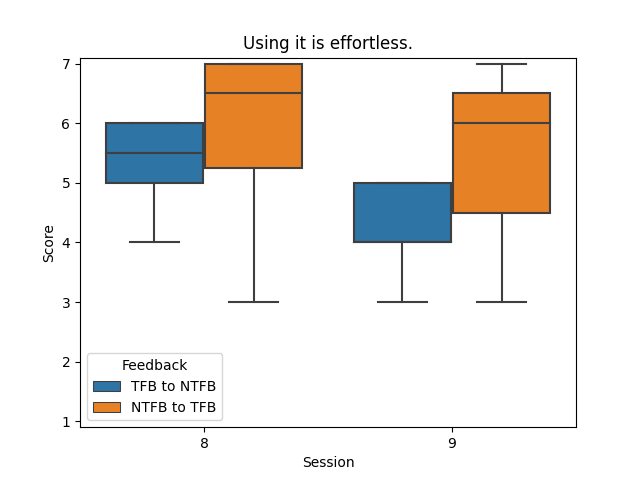 Using it is effortless.
7
6
5
4
3
2
1
Score
Feedback
TFB to NTFB
NTFB to TFB
8
9
Session